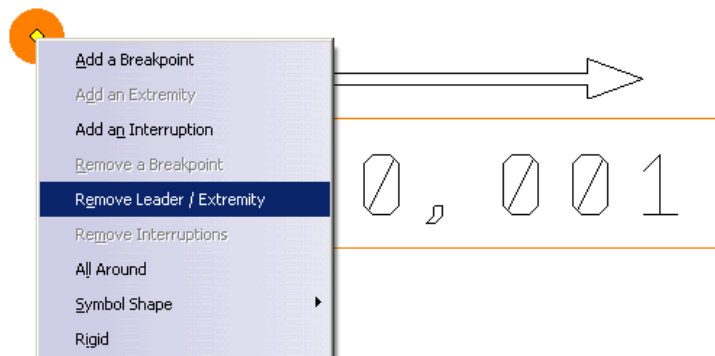 Add a Breakpoint
Add an Extremity
Add an Interruption
Remove a Breakpoint
Remove Leader / Extremity
Remove Interruptions
All Around
Symbol Shape
Rigid
0,001